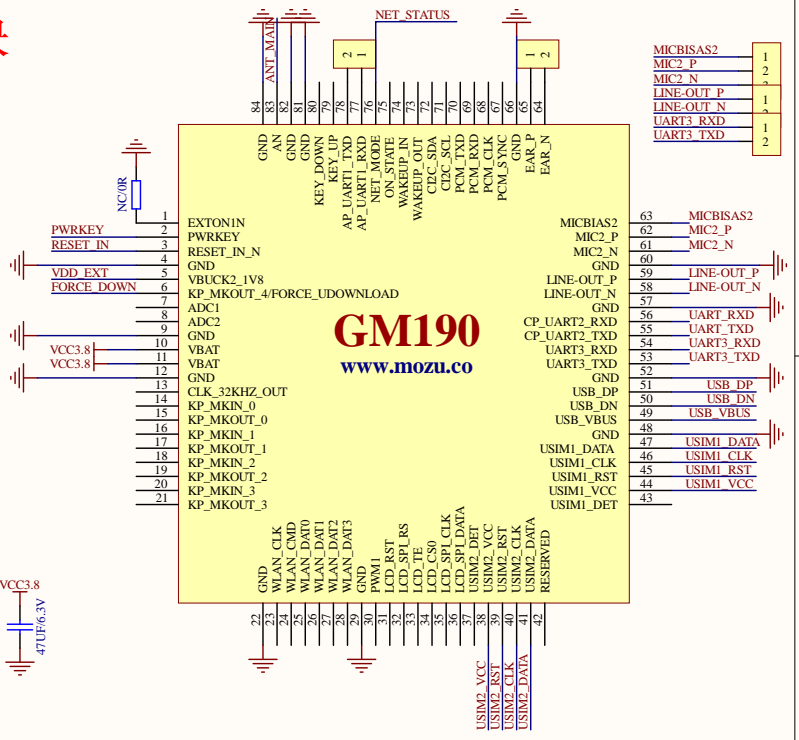 NET_STATUS
ANT_MAIN
2 1
1 2
MICBISAS2
MIC2_P
MIC2_N
LINE-OUT_P
LINE-OUT_N
UART3_RXD
UART3_TXD
1
2
1
1
2
84 83 82 81 80 79 78 77 76 75 74 73 72 71 70 69 68 67 66 65 64
GND
AN
GND
GND
KEY_DOWN
KEY_UP
AP_UART1_TXD
AP_UART1_RXD
NET_MODE
ON_STATE
WAKEUP_IN
WAKEUP_OUT
CI2C_SDA
CI2C_SCL
PCM_TXD
PCM_RXD
PCM_CLK
PCM_SYNC
GND
EAR_P
EAR_N
NC/0R
1 EXTON1N
PWRKEY 2 PWRKEY
RESET_IN 3 RESET_IN_N
4 GND
VDD_EXT 5 VBUCK2_1V8
FORCE_DOWN 6 KP_MKOUT_4/FORCE_UDOWNLOAD
7 ADC1
8 ADC2
9 GND
VCC3.8 10 VBAT
VCC3.8 11 VBAT
12 GND
13 CLK_32KHZ_OUT
14 KP_MKIN_0
15 KP_MKOUT_0
16 KP_MKIN_1
17 KP_MKOUT_1
18 KP_MKIN_2
19 KP_MKOUT_2
20 KP_MKIN_3
21 KP_MKOUT_3
GM190
www.mozu.co
MICBIAS2 63 MICBISAS2
MIC2_P 62 MIC2_P
MIC2_N 61 MIC2_N
GND 60
LINE-OUT_P 59 LINE-OUT_P
LINE-OUT_N 58 LINE-OUT_N
GND 57
CP_UART2_RXD 56 UART_RXD
CP_UART2_TXD 55 UART_TXD
UART3_RXD 54 UART3_RXD
UART3_TXD 53 UART3_TXD
GND 52
USB_DP 51 USB_DP
USB_DN 50 USB_DN
USB_VBUS 49 USB_VBUS
GND 48
USIM1_DATA 47 USIM1_DATA
USIM1_CLK 46 USIM1_CLK
USIM1_RST 45 USIM1_RST
USIM1_VCC 44 USIM1_VCC
USIM1_DET 43
GND
WLAN_CLK
WLAN_CMD
WLAN_DAT0
WLAN_DAT1
WLAN_DAT2
WLAN_DAT3
GND
PWM1
LCD_RST
LCD_SPI_RS
LCD_TE
LCD_CS0
LCD_SPI_CLK
LCD_SPI_DATA
USIM2_DET
USIM2_VCC
USIM2_RST
USIM2_CLK
USIM2_DATA
RESERVED
22 23 24 25 26 27 28 29 30 31 32 33 34 35 36 37 38 39 40 41 42
USIM2_VCC
USIM2_RST
USIM2_CLK
USIM2_DATA
VCC3.8
47UF/6.3V